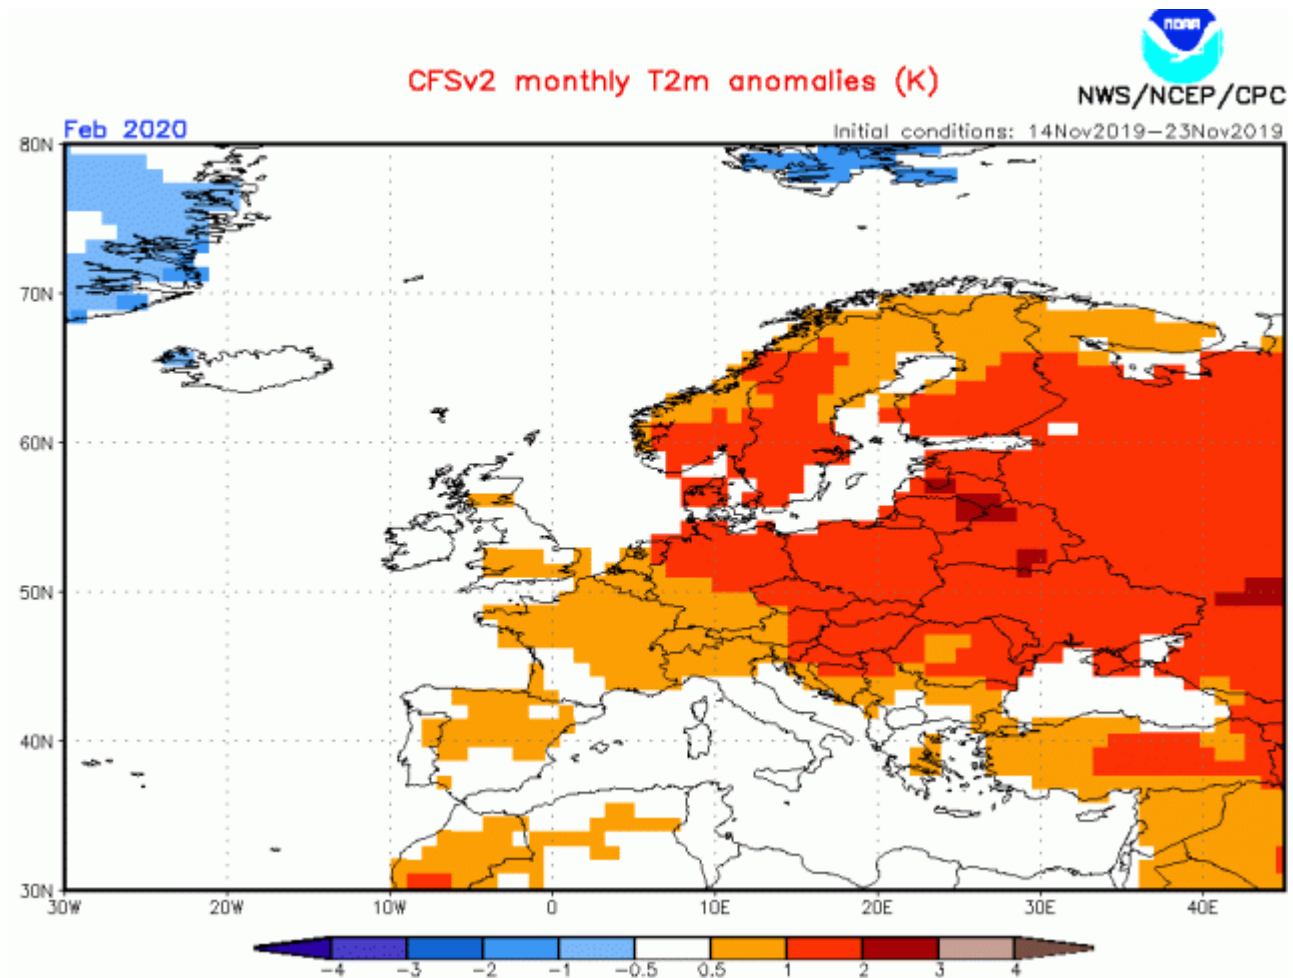 NOAA
CFSv2 monthly T2m anomalies (K)
NWS/NCEP/CPC
Feb 2020
Initial conditions: 14Nov2019-23Nov2019
80N
70N
60N
50N
40N
30N
30W 20W 10W 0 10E 20E 30E 40E
-4 -3 -2 -1 -0.5 0.5 1 2 3 4